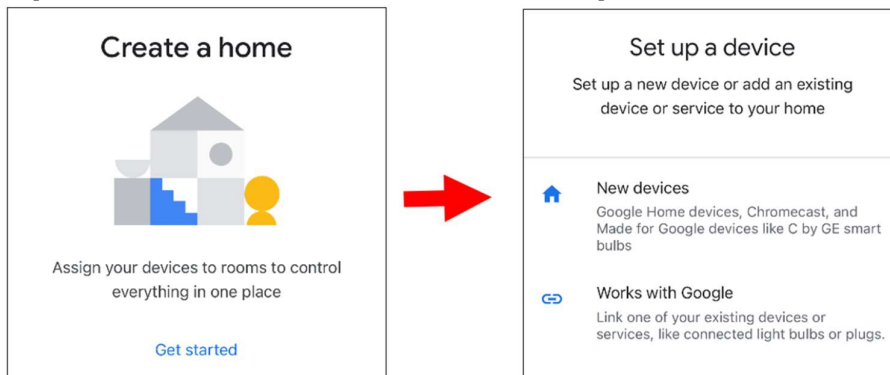 Create a home
Assign your devices to rooms to control
everything in one place
Get started
Set up a device
Set up a new device or add an existing
device or service to your home
New devices
Google Home devices, Chromecast, and
Made for Google devices like C by GE smart
bulbs
Works with Google
Link one of your existing devices or
services, like connected light bulbs or plugs.